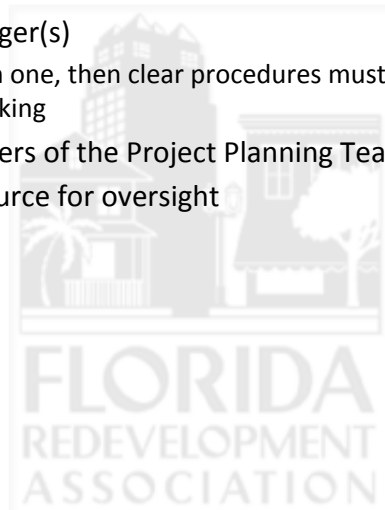 ger(s)
one, then clear procedures must
king
ers of the Project Planning Tea
urce for oversight
FLORIDA
REDEVELOPMENT
ASSOCIATION